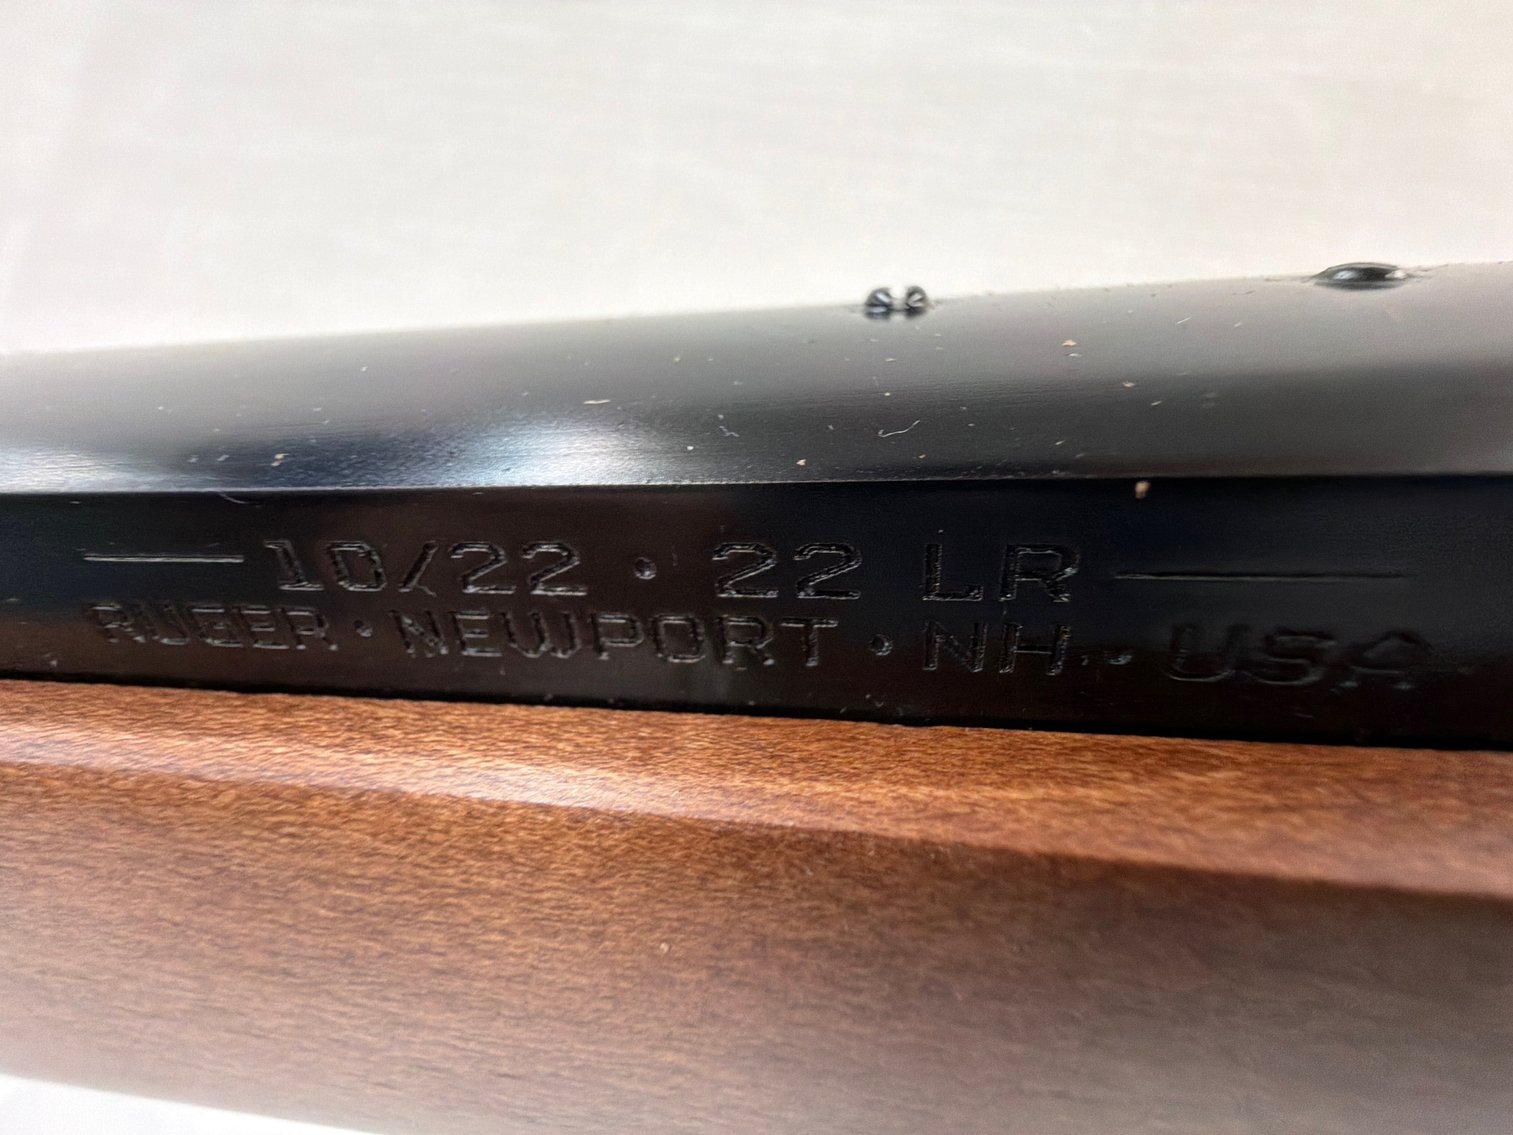 10/22 · 22 LR
RUGER · NEWPORT · NH · USA